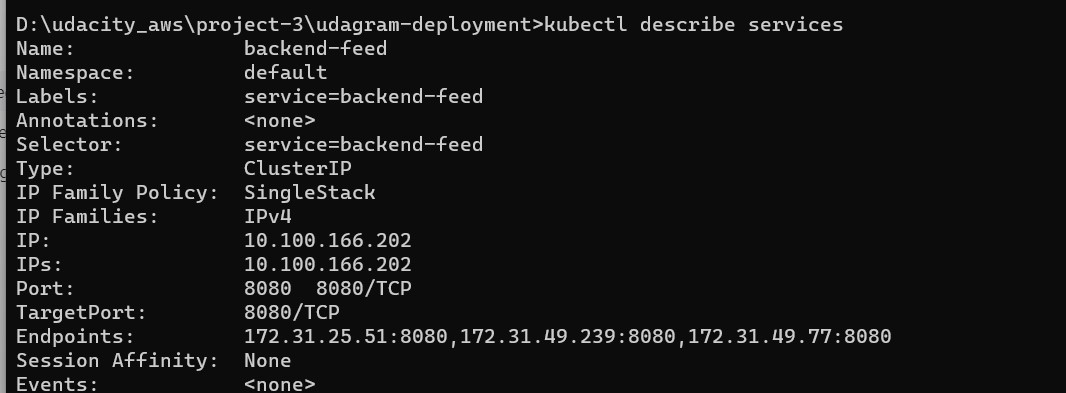 D:\udacity_aws\project-3\udagram-deployment>kubectl describe services
Name:              backend-feed
Namespace:         default
Labels:            service=backend-feed
Annotations:       <none>
Selector:          service=backend-feed
Type:              ClusterIP
IP Family Policy:  SingleStack
IP Families:       IPv4
IP:                10.100.166.202
IPs:               10.100.166.202
Port:              8080  8080/TCP
TargetPort:        8080/TCP
Endpoints:         172.31.25.51:8080,172.31.49.239:8080,172.31.49.77:8080
Session Affinity:  None
Events:            <none>